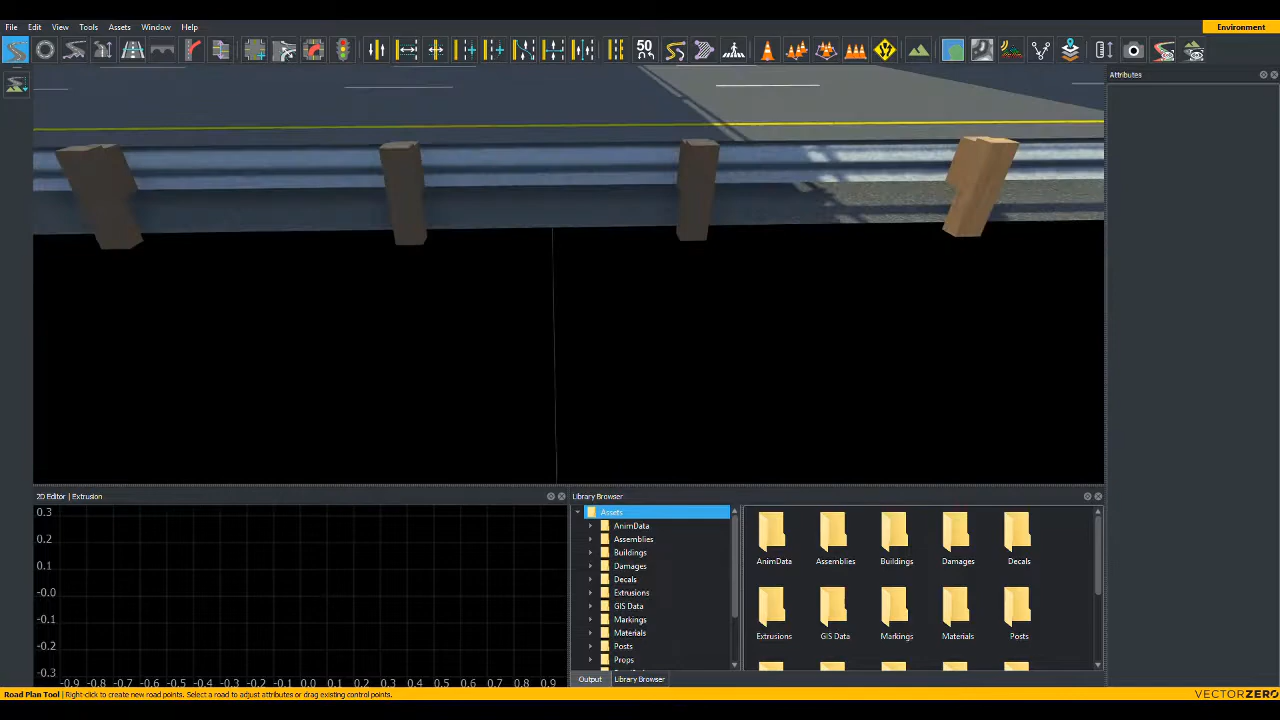 File Edit View Tools Assets Window Help
Environment
50
Attributes
2D Editor | Extrusion
0.3
0.2
0.1
-0.0
-0.1
-0.2
-0.3
-0.9 -0.8 -0.7 -0.6 -0.5 -0.4 -0.3 -0.2 -0.1 0.0 0.1 0.2 0.3 0.4 0.5 0.6 0.7 0.8 0.9
Library Browser
Assets
AnimData
Assemblies
Buildings
Damages
Decals
Extrusions
GIS Data
Markings
Materials
Posts
Props
AnimData Assemblies Buildings Damages Decals
Extrusions GIS Data Markings Materials Posts
Output Library Browser
Road Plan Tool | Right-click to create new road points. Select a road to adjust attributes or drag existing control points.
VECTORZERO